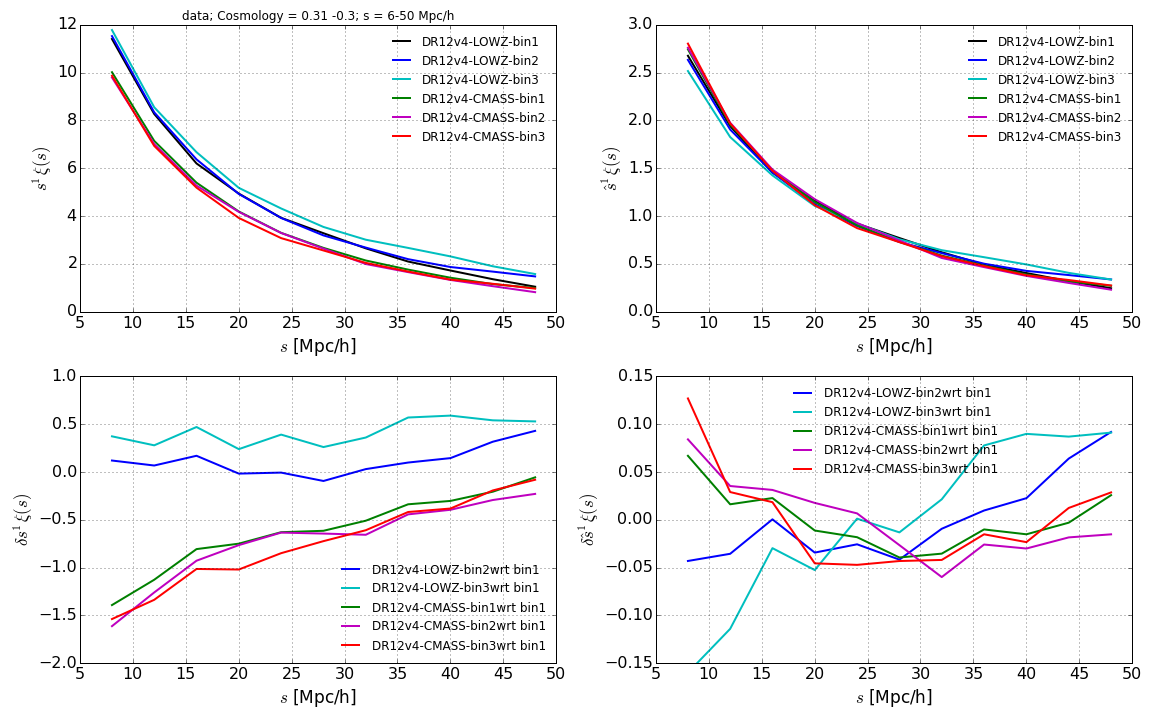 data; Cosmology = 0.31 -0.3; s = 6-50 Mpc/h
12
10
8
6
4
2
0
s¹ ξ(s)
DR12v4-LOWZ-bin1
DR12v4-LOWZ-bin2
DR12v4-LOWZ-bin3
DR12v4-CMASS-bin1
DR12v4-CMASS-bin2
DR12v4-CMASS-bin3
5 10 15 20 25 30 35 40 45 50
s [Mpc/h]
3.0
2.5
2.0
1.5
1.0
0.5
0.0
ŝ¹ ξ(s)
DR12v4-LOWZ-bin1
DR12v4-LOWZ-bin2
DR12v4-LOWZ-bin3
DR12v4-CMASS-bin1
DR12v4-CMASS-bin2
DR12v4-CMASS-bin3
5 10 15 20 25 30 35 40 45 50
s [Mpc/h]
1.0
0.5
0.0
−0.5
−1.0
−1.5
−2.0
δs¹ ξ(s)
DR12v4-LOWZ-bin2wrt bin1
DR12v4-LOWZ-bin3wrt bin1
DR12v4-CMASS-bin1wrt bin1
DR12v4-CMASS-bin2wrt bin1
DR12v4-CMASS-bin3wrt bin1
5 10 15 20 25 30 35 40 45 50
s [Mpc/h]
0.15
0.10
0.05
0.00
−0.05
−0.10
−0.15
δŝ¹ ξ(s)
DR12v4-LOWZ-bin2wrt bin1
DR12v4-LOWZ-bin3wrt bin1
DR12v4-CMASS-bin1wrt bin1
DR12v4-CMASS-bin2wrt bin1
DR12v4-CMASS-bin3wrt bin1
5 10 15 20 25 30 35 40 45 50
s [Mpc/h]